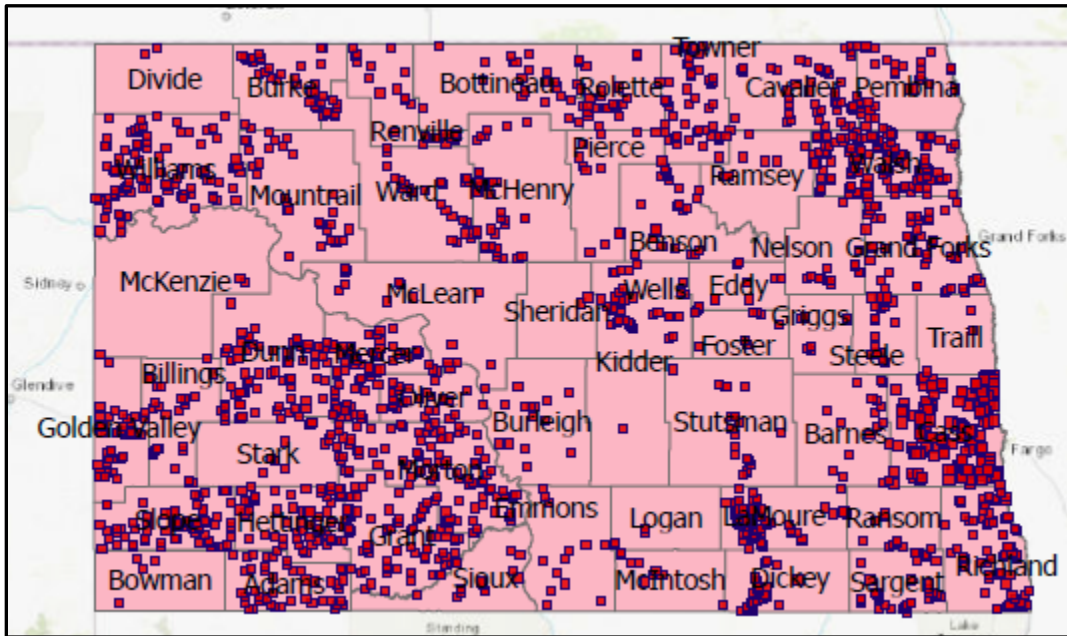 Towner
Divide
Burke
Bottineau
Rolette
Cavalier
Pembina
Renville
Pierce
Williams
Walsh
Mountrail
Ward
McHenry
Ramsey
Benson
Nelson
Grand Forks
Grand Forks
McKenzie
Sidney
McLean
Sheridan
Wells
Eddy
Griggs
Traill
Dunn
Mercer
Foster
Steele
Kidder
Billings
Glendive
Oliver
Golden Valley
Burleigh
Stutsman
Barnes
Cass
Fargo
Stark
Morton
Slope
Hettinger
Grant
Emmons
Logan
LaMoure
Ransom
Bowman
Adams
Sioux
McIntosh
Dickey
Sargent
Richland
Standing
Lake